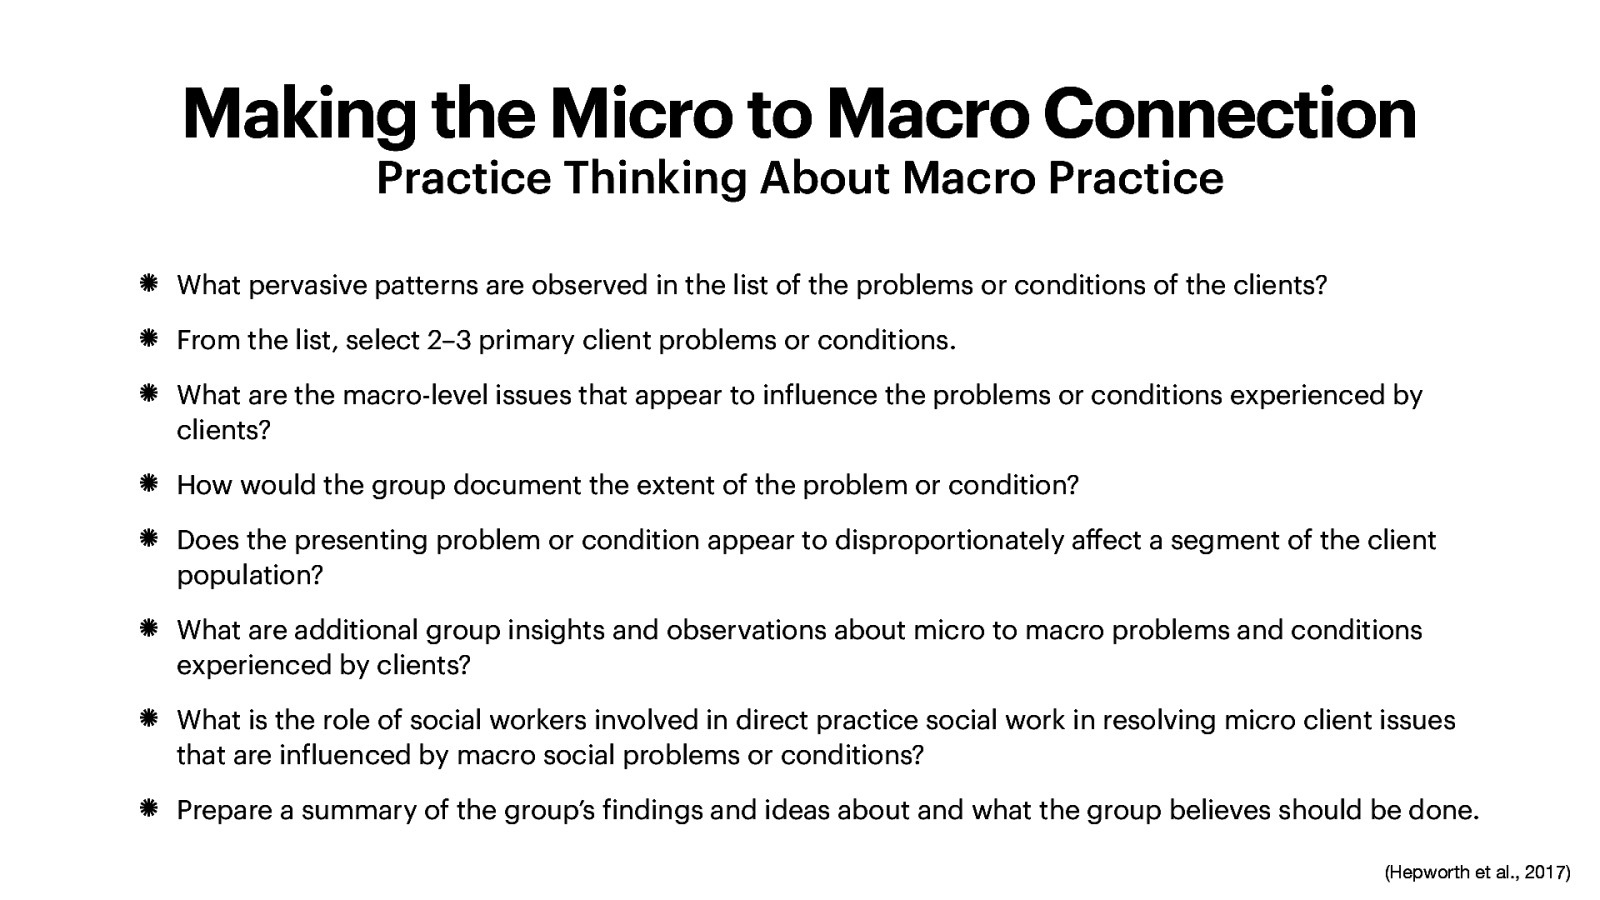 Making the Micro to Macro Connection
Practice Thinking About Macro Practice
✹ What pervasive patterns are observed in the list of the problems or conditions of the clients?
✹ From the list, select 2–3 primary client problems or conditions.
✹ What are the macro-level issues that appear to influence the problems or conditions experienced by
clients?
✹ How would the group document the extent of the problem or condition?
✹ Does the presenting problem or condition appear to disproportionately affect a segment of the client
population?
✹ What are additional group insights and observations about micro to macro problems and conditions
experienced by clients?
✹ What is the role of social workers involved in direct practice social work in resolving micro client issues
that are influenced by macro social problems or conditions?
✹ Prepare a summary of the group’s findings and ideas about and what the group believes should be done.
(Hepworth et al., 2017)